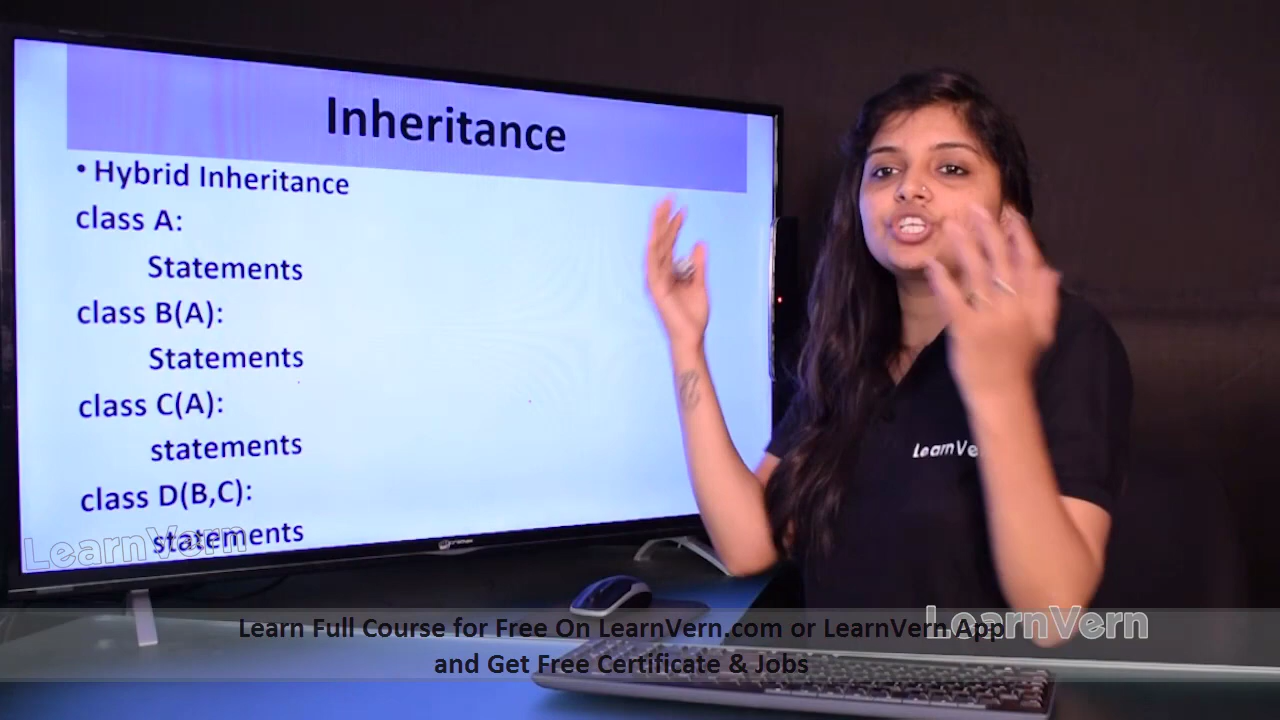 Inheritance
• Hybrid Inheritance
class A:
Statements
class B(A):
Statements
class C(A):
statements
class D(B,C):
statements
LearnVern
LearnVe
LearnVern
Learn Full Course for Free On LearnVern.com or LearnVern App
and Get Free Certificate & Jobs